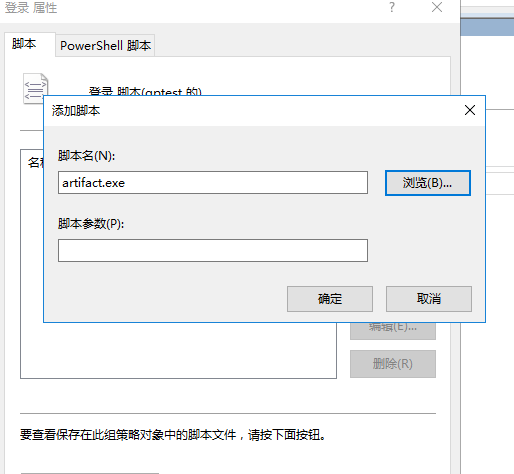 登录 属性
脚本
PowerShell 脚本
登录 脚本(gptest 的)
添加脚本
脚本名(N):
artifact.exe
浏览(B)...
脚本参数(P):
确定
取消
编辑(E)...
删除(R)
要查看保存在此组策略对象中的脚本文件，请按下面按钮。